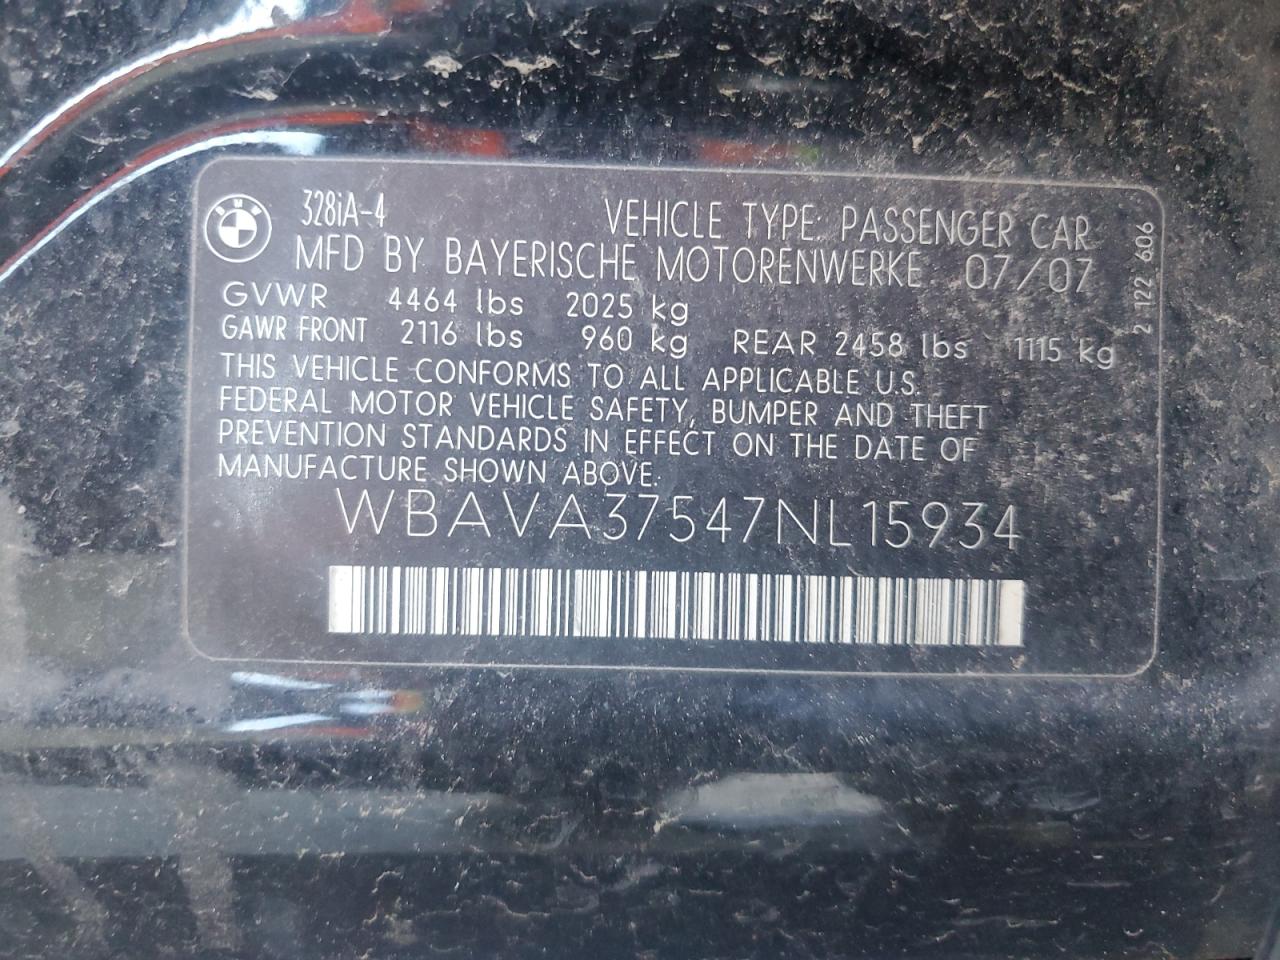 328iA-4 VEHICLE TYPE: PASSENGER CAR
MFD BY BAYERISCHE MOTORENWERKE 07/07
GVWR 4464 lbs 2025 kg
GAWR FRONT 2116 lbs 960 kg REAR 2458 lbs 1115 kg
THIS VEHICLE CONFORMS TO ALL APPLICABLE U.S.
FEDERAL MOTOR VEHICLE SAFETY, BUMPER AND THEFT
PREVENTION STANDARDS IN EFFECT ON THE DATE OF
MANUFACTURE SHOWN ABOVE.
WBAVA37547NL15934
2 122 606
BMW